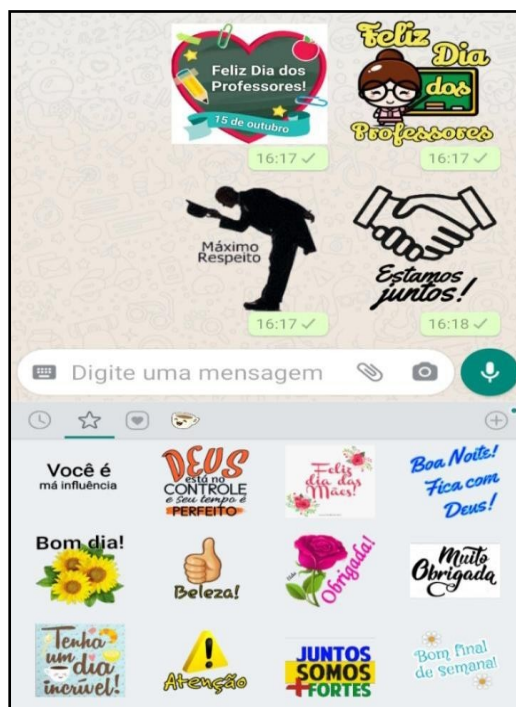 Feliz Dia dos
Professores!
15 de outubro
16:17
Feliz
Dia
dos
Professores
16:17
Máximo
Respeito
16:17
Estamos
juntos!
16:18
Digite uma mensagem
Você é
má influência
DEUS
está no
CONTROLE
e seu tempo é
PERFEITO
Feliz
dia das
Mães!
Boa Noite!
Fica com
Deus!
Bom dia!
Beleza!
Obrigada!
Muito
Obrigada
Tenha
um dia
incrível!
Atenção
JUNTOS
SOMOS
+FORTES
Bom final
de semana!